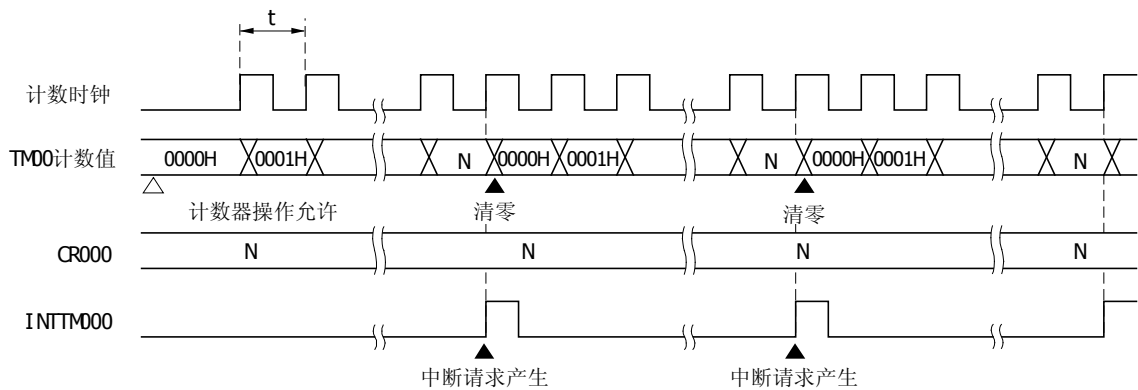 t
计数时钟
TM00计数值 0000H 0001H N 0000H 0001H N 0000H 0001H N
计数器操作允许 清零 清零
CR000 N N N N
INTTM000
中断请求产生 中断请求产生